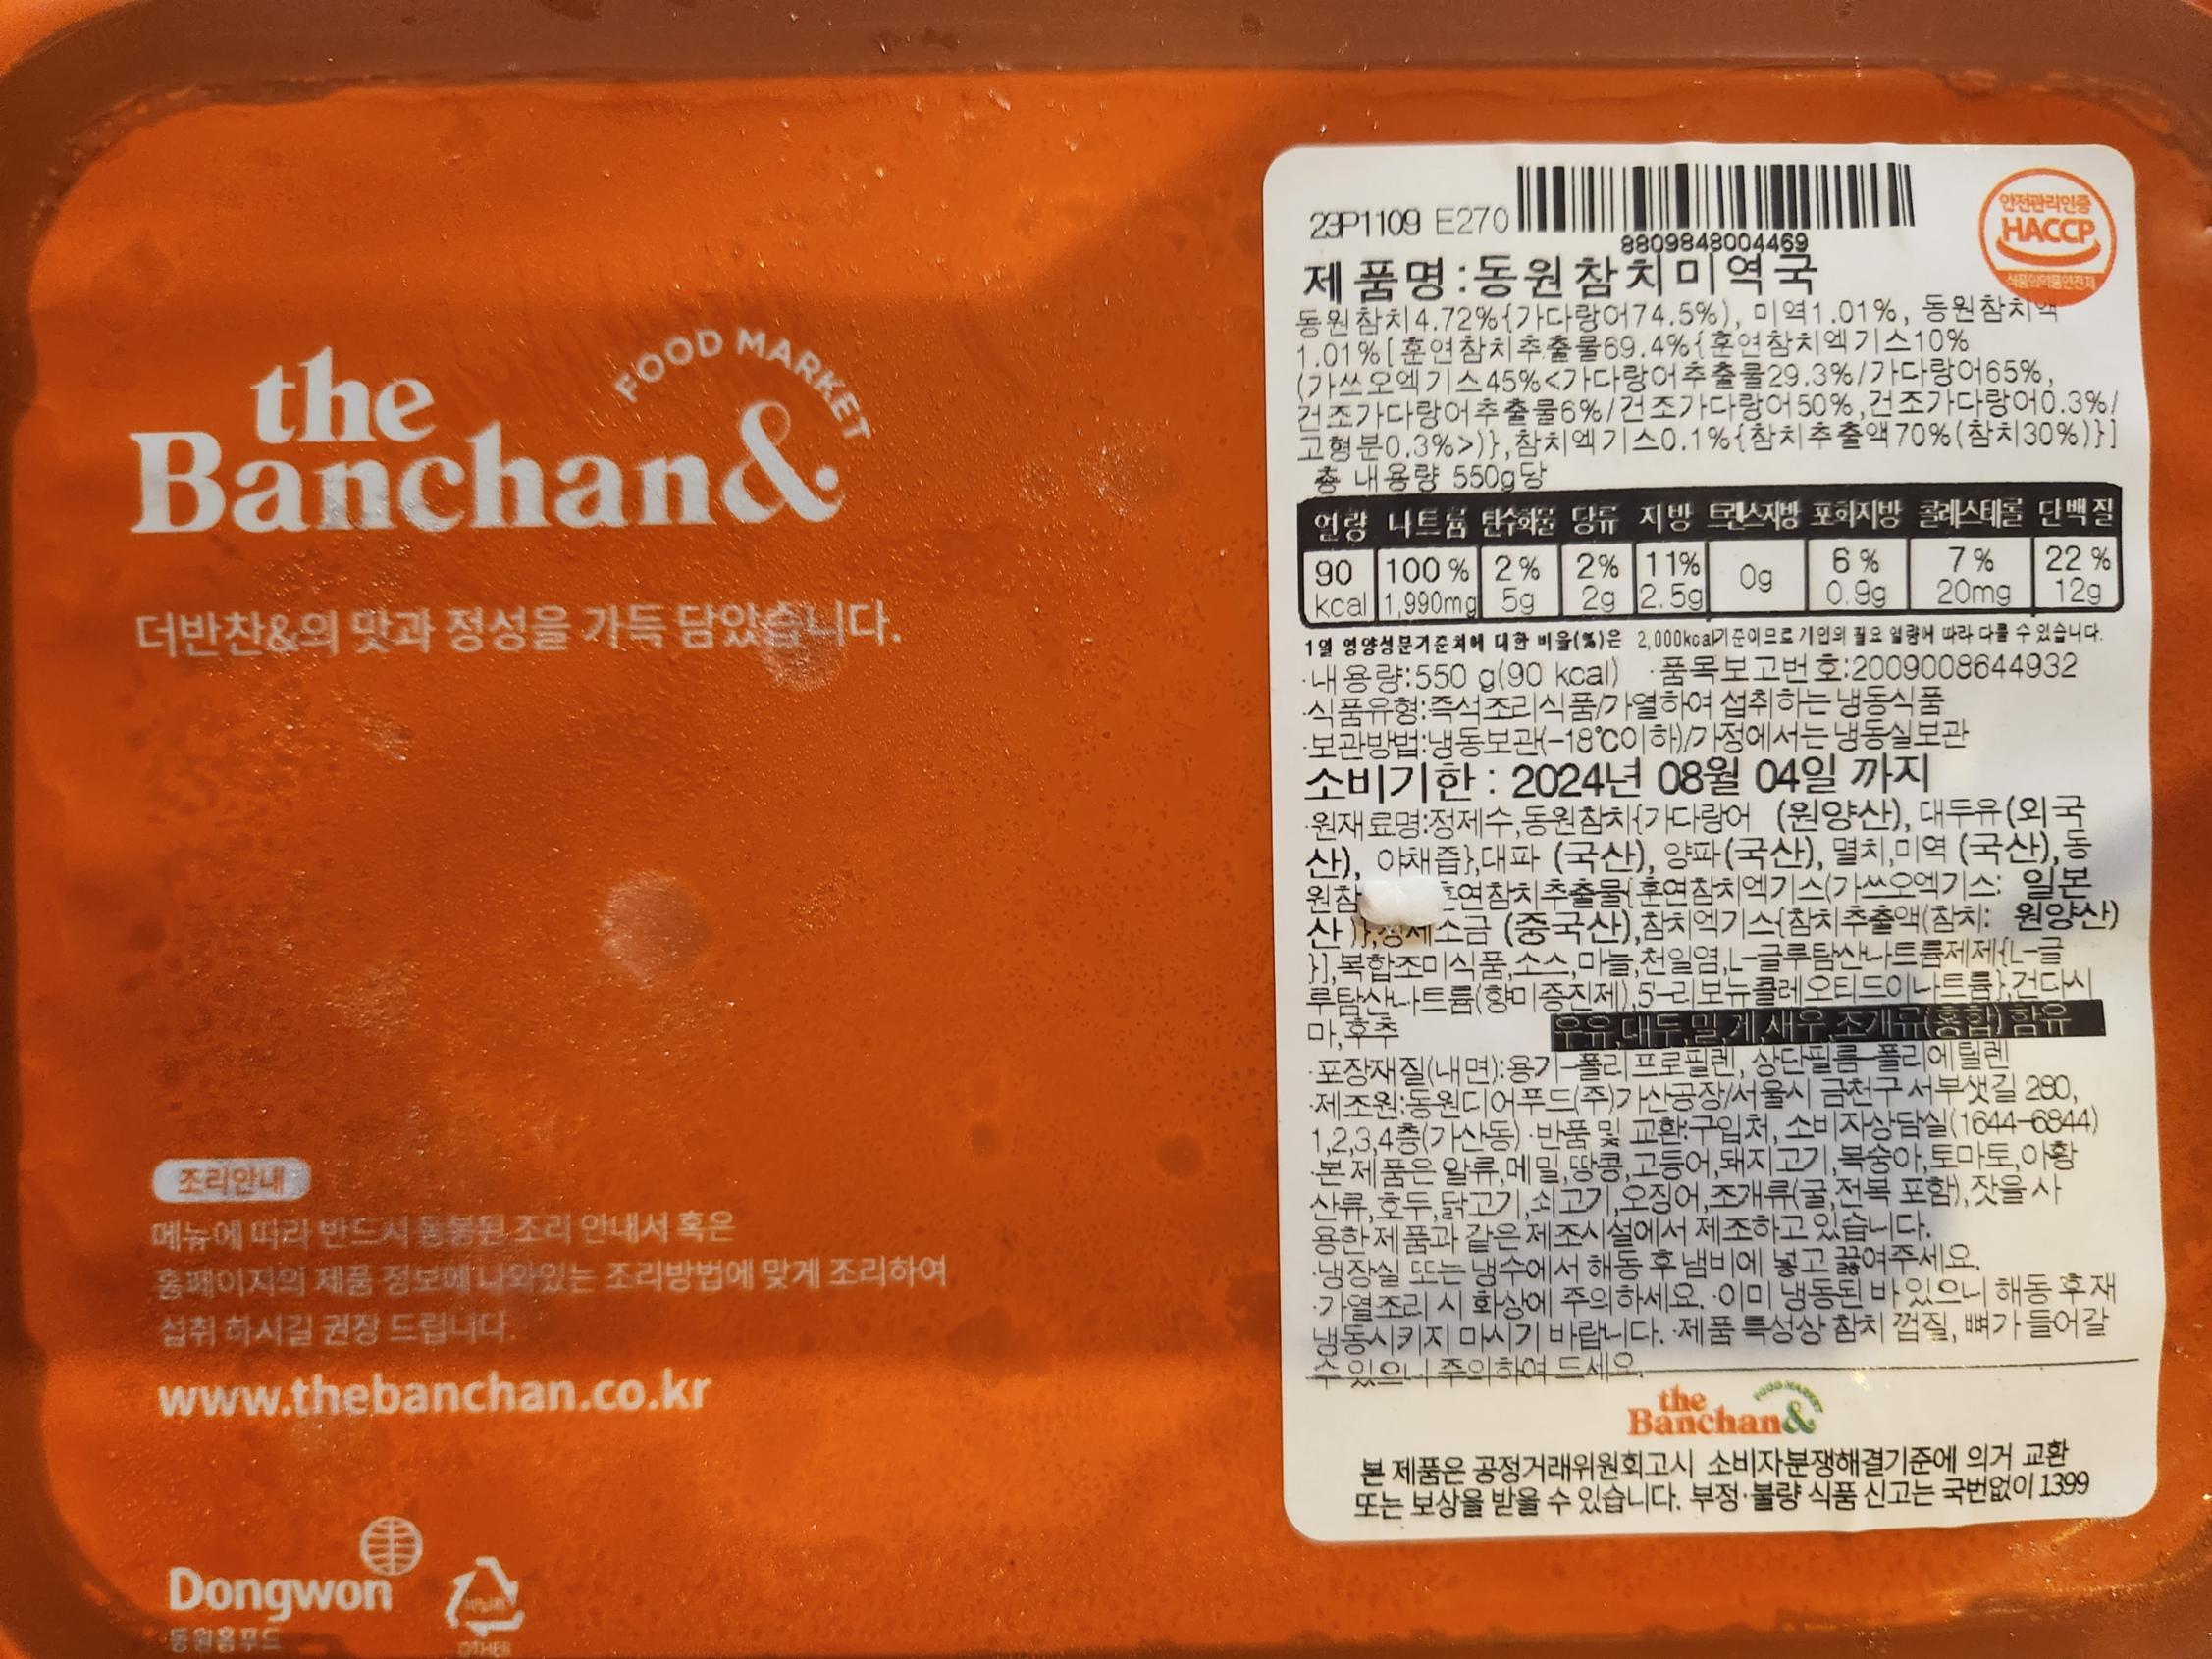 the
Banchan&
FOOD MARKET
더반찬&의 맛과 정성을 가득 담았습니다.
조리안내
메뉴에 따라 반드시 동봉된 조리 안내서 혹은
홈페이지의 제품 정보에 나와있는 조리방법에 맞게 조리하여
섭취 하시길 권장 드립니다.
www.thebanchan.co.kr
Dongwon
동원홈푸드
OTHER
23P1109 E270
8809848004469
안전관리인증
HACCP
식품의약품안전처
제품명:동원참치미역국
동원참치4.72%{가다랑어74.5%), 미역1.01%, 동원참치액
1.01%[훈연참치추출물69.4%{훈연참치엑기스10%
(가쓰오엑기스45%<가다랑어추출물29.3%/가다랑어65%,
건조가다랑어추출물6%/건조가다랑어50%,건조가다랑어0.3%/
고형분0.3%>)},참치엑기스0.1%{참치추출액70%(참치30%)}]
총 내용량 550g당
열량 나트륨 탄수화물 당류 지방 트랜스지방 포화지방 콜레스테롤 단백질
90 100 % 2 % 2% 11% 0g 6 % 7 % 22 %
kcal 1,990mg 5g 2g 2.5g 0.9g 20mg 12g
1일 영양성분기준치에 대한 비율(%)은 2,000kcal기준이므로 개인의 필요 열량에 따라 다를 수 있습니다.
·내용량:550 g(90 kcal) ·품목보고번호:2009008644932
·식품유형:즉석조리식품/가열하여 섭취하는 냉동식품
·보관방법:냉동보관(-18℃이하)/가정에서는 냉동실보관
소비기한 : 2024년 08월 04일 까지
·원재료명:정제수,동원참치{가다랑어 (원양산), 대두유(외국
산), 야채즙},대파 (국산), 양파(국산), 멸치,미역 (국산),동
원참 훈연참치추출물{훈연참치엑기스(가쓰오엑기스: 일본
산)},정제소금 (중국산),참치엑기스{참치추출액(참치: 원양산)
}],복합조미식품,소스,마늘,천일염,L-글루탐산나트륨제제{L-글
루탐산나트륨(향미증진제),5'-리보뉴클레오티드이나트륨},건다시
마,후추 우유,대두,밀,게,새우,조개류(홍합) 함유
·포장재질(내면):용기-폴리프로필렌, 상단필름-폴리에틸렌
·제조원:동원디어푸드(주)가산공장/서울시 금천구 서부샛길 280,
1,2,3,4층(가산동) ·반품 및 교환:구입처, 소비자상담실(1644-6844)
·본 제품은 알류,메밀,땅콩,고등어,돼지고기,복숭아,토마토,아황
산류,호두,닭고기,쇠고기,오징어,조개류(굴,전복 포함),잣을 사
용한 제품과 같은 제조시설에서 제조하고 있습니다.
·냉장실 또는 냉수에서 해동 후 냄비에 넣고 끓여주세요.
·가열조리 시 화상에 주의하세요. ·이미 냉동된 바 있으니 해동 후 재
냉동시키지 마시기 바랍니다. ·제품 특성상 참치 껍질, 뼈가 들어갈
수 있으니 주의하여 드세요.
the
Banchan&
FOOD MARKET
본 제품은 공정거래위원회고시 소비자분쟁해결기준에 의거 교환
또는 보상을 받을 수 있습니다. 부정·불량 식품 신고는 국번없이 1399